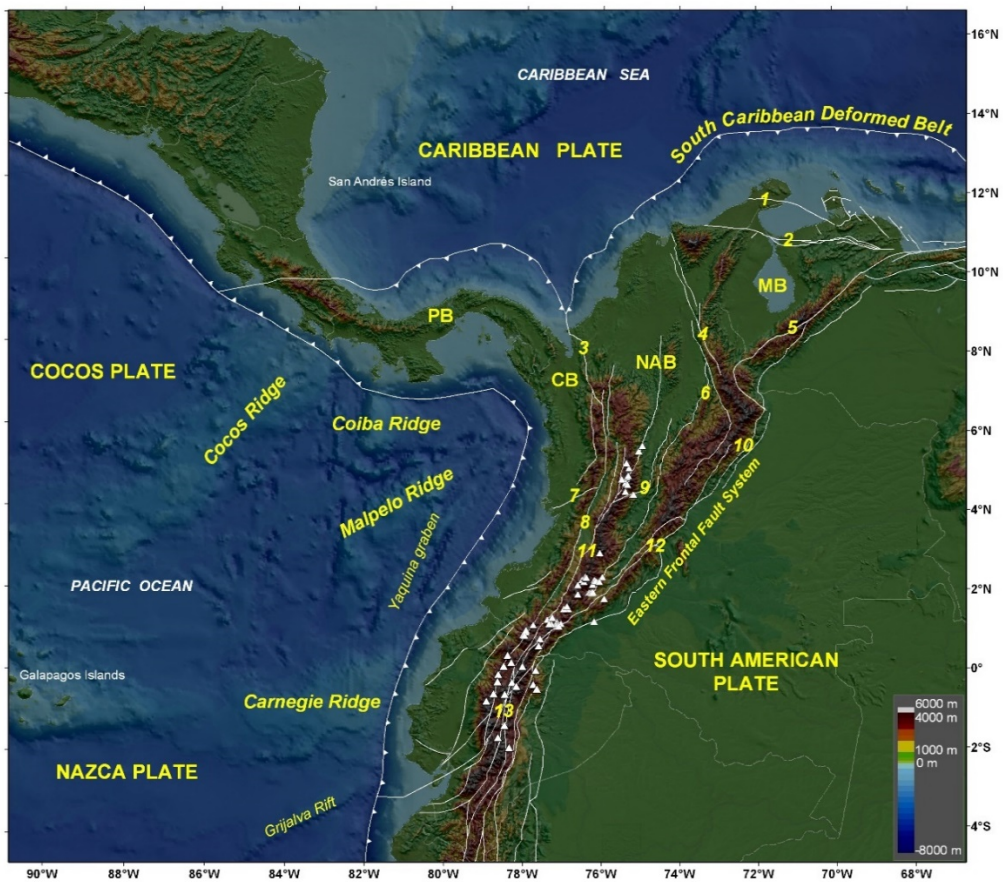 16°N
CARIBBEAN SEA
14°N
South Caribbean Deformed Belt
CARIBBEAN PLATE
San Andrés Island
12°N
1
2
10°N
MB
PB
5
4
3
8°N
NAB
COCOS PLATE
CB
6
Cocos Ridge
Coiba Ridge
6°N
10
Malpelo Ridge
9
7
4°N
8
Eastern Frontal Fault System
11
12
Yaquina graben
PACIFIC OCEAN
2°N
SOUTH AMERICAN
PLATE
0°
Galapagos Islands
Carnegie Ridge
13
6000 m
4000 m
1000 m
0 m
-8000 m
2°S
NAZCA PLATE
Grijalva Rift
4°S
90°W 88°W 86°W 84°W 82°W 80°W 78°W 76°W 74°W 72°W 70°W 68°W